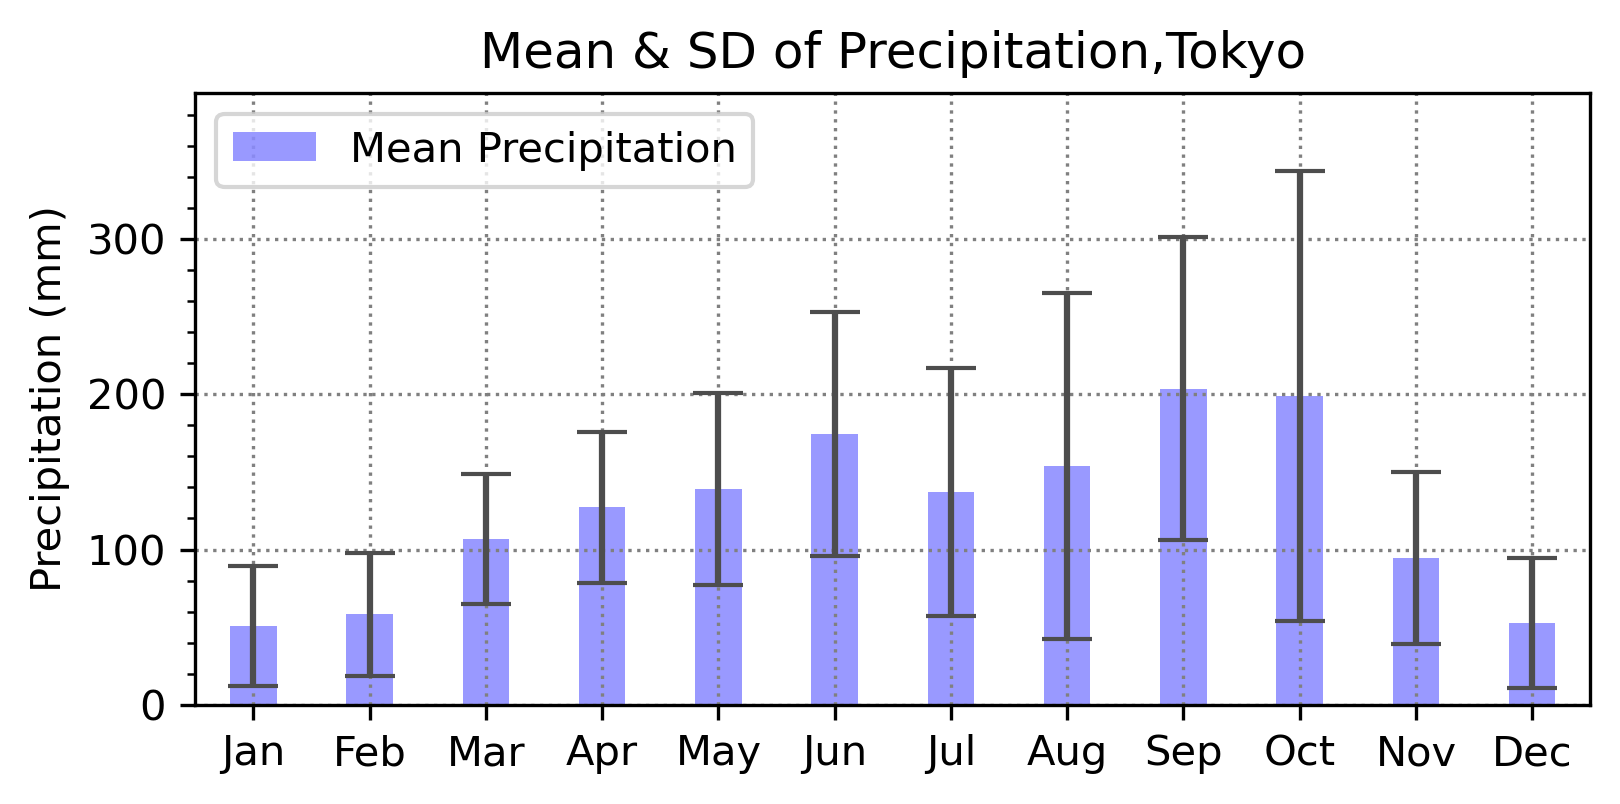 Mean & SD of Precipitation,Tokyo
Mean Precipitation
Precipitation (mm)
300
200
100
0
Jan Feb Mar Apr May Jun Jul Aug Sep Oct Nov Dec